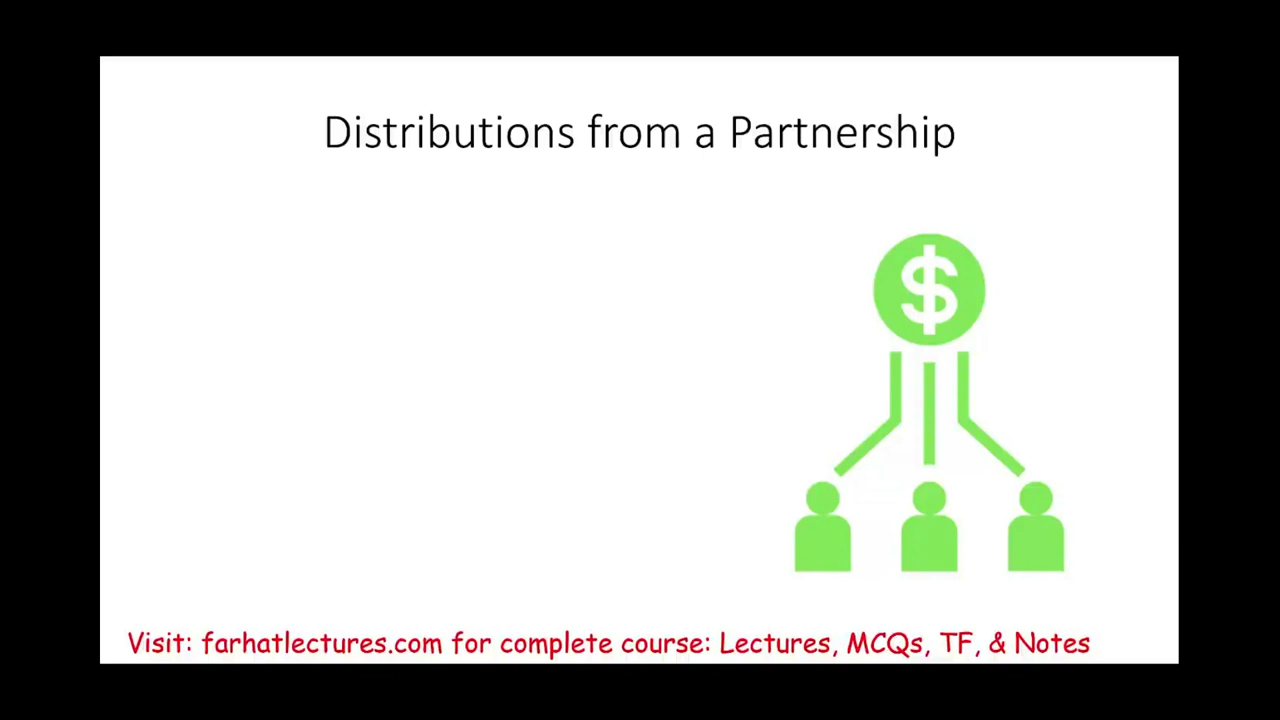 Distributions from a Partnership
$
Visit: farhatlectures.com for complete course: Lectures, MCQs, TF, & Notes